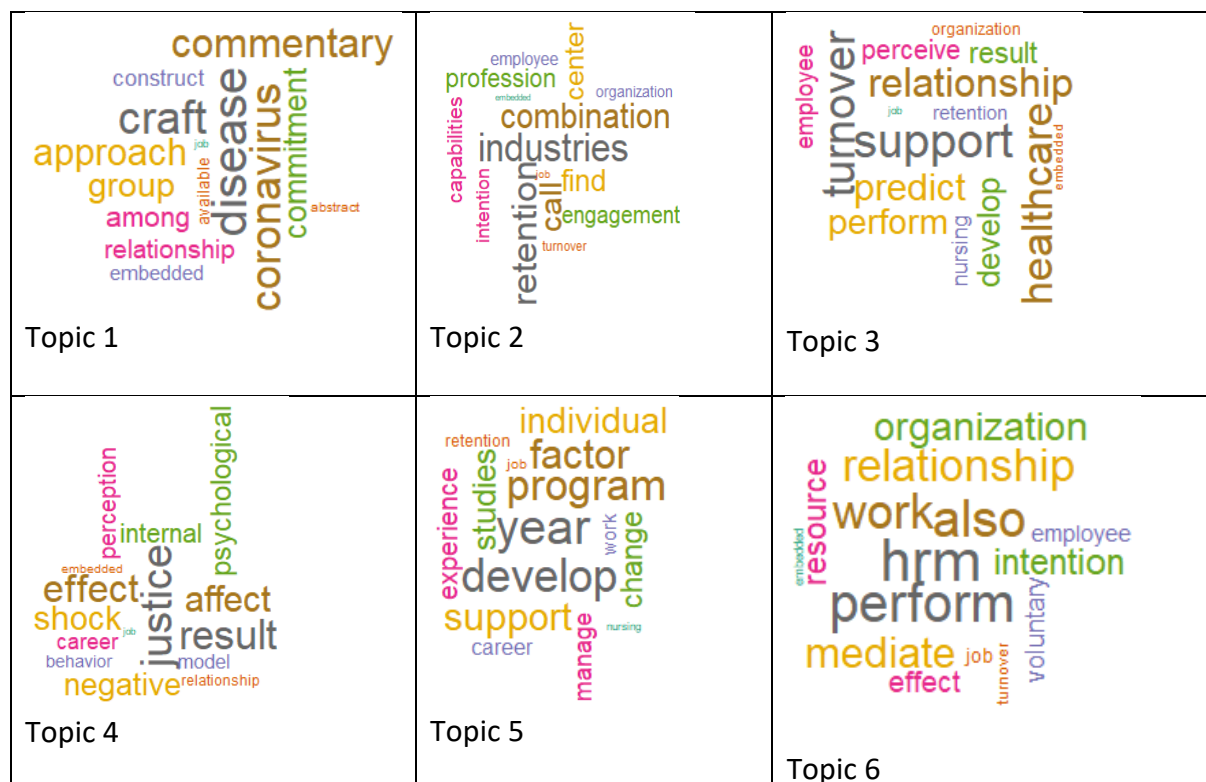 commentary
construct
disease
craft
coronavirus
commitment
job
approach
group
available
abstract
among
relationship
embedded
Topic 1
employee
center
profession
embedded
organization
capabilities
combination
industries
job
find
intention
call
engagement
retention
turnover
Topic 2
organization
employee
turnover
perceive
result
relationship
job
retention
support
healthcare
embedded
predict
perform
nursing
develop
Topic 3
psychological
perception
internal
justice
embedded
effect
affect
shock
result
career
job
behavior
model
negative
relationship
Topic 4
individual
retention
studies
job
factor
experience
program
year
work
change
develop
support
nursing
career
manage
Topic 5
organization
relationship
resource
embedded
work
also
employee
hrm
intention
perform
voluntary
mediate
job
turnover
effect
Topic 6